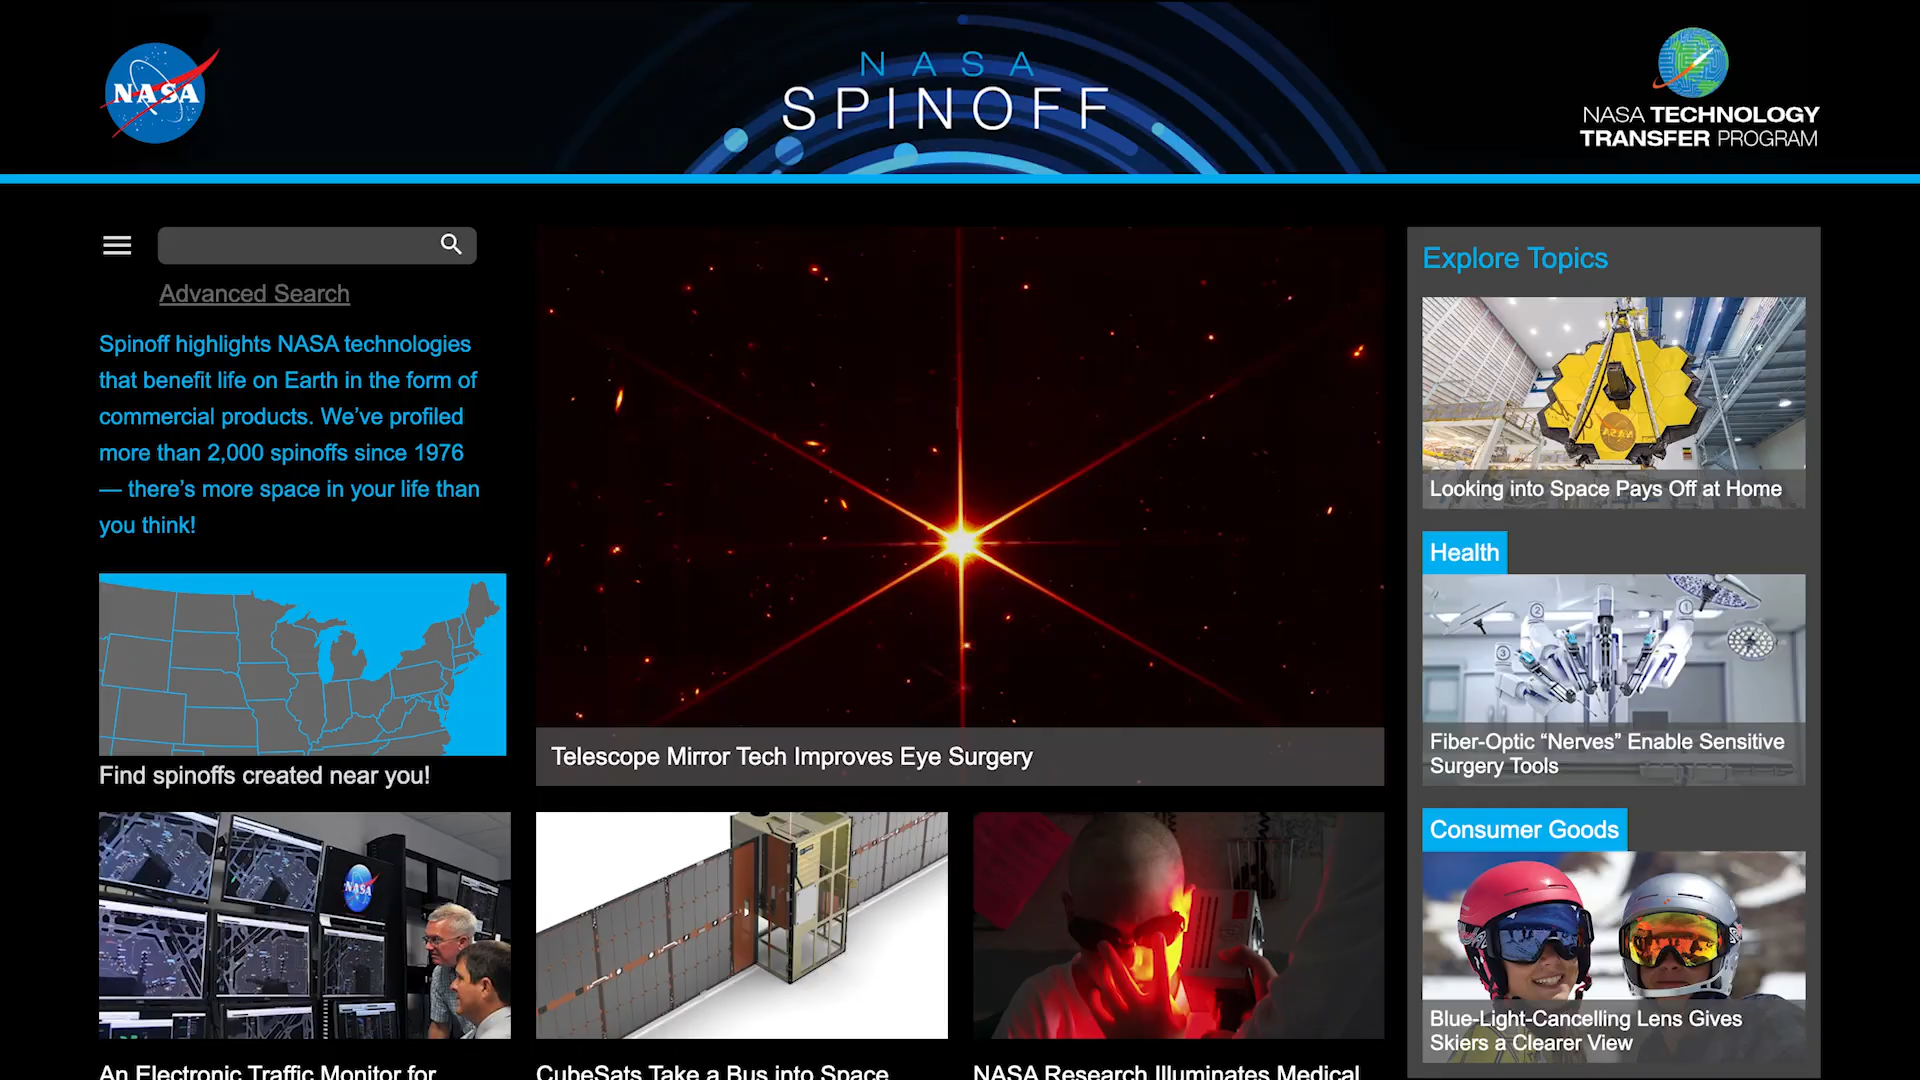 NASA
NASA
SPINOFF
NASA TECHNOLOGY
TRANSFER PROGRAM
Advanced Search
Spinoff highlights NASA technologies
that benefit life on Earth in the form of
commercial products. We’ve profiled
more than 2,000 spinoffs since 1976
— there’s more space in your life than
you think!
Find spinoffs created near you!
Telescope Mirror Tech Improves Eye Surgery
Explore Topics
NASA
Looking into Space Pays Off at Home
Health
2
1
3
Fiber-Optic “Nerves” Enable Sensitive
Surgery Tools
Consumer Goods
Blue-Light-Cancelling Lens Gives
Skiers a Clearer View
NASA
An Electronic Traffic Monitor for
CubeSats Take a Bus into Space
NASA Research Illuminates Medical